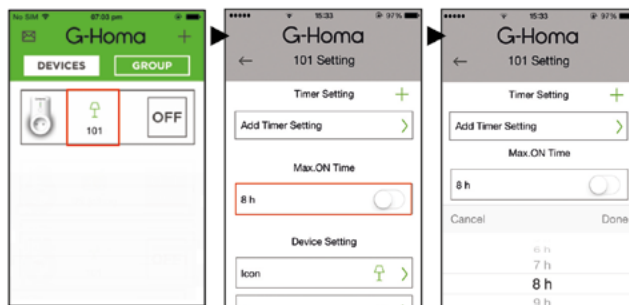 No SIM 07:03 pm
G-Homa
+
DEVICES GROUP
101
OFF
15:33 97%
G-Homa
← 101 Setting
Timer Setting +
Add Timer Setting >
Max.ON Time
8 h
Device Setting
Icon >
15:33 97%
G-Homa
← 101 Setting
Timer Setting +
Add Timer Setting >
Max.ON Time
8 h
Cancel Done
6 h
7 h
8 h
9 h